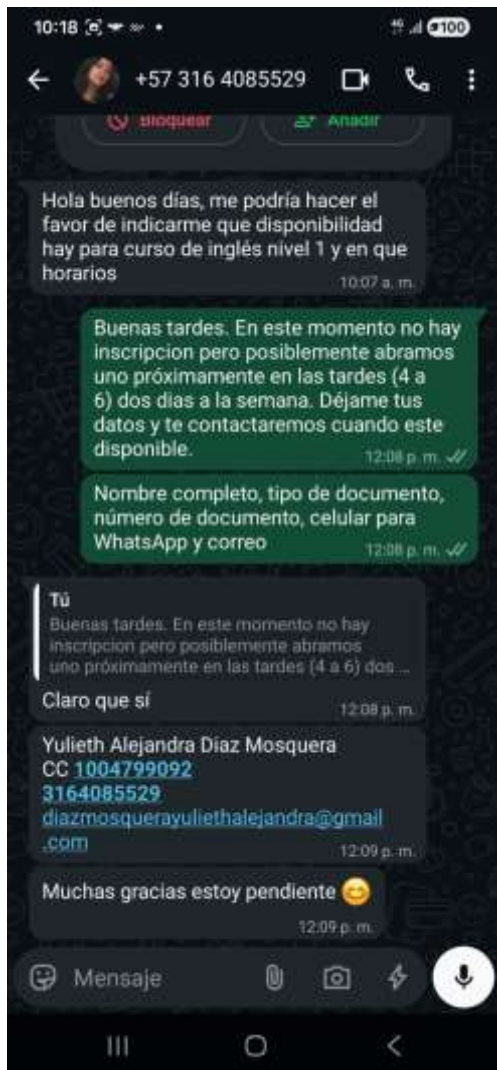 10:18
100
+57 316 4085529
Bloquear
Añadir
Hola buenos días, me podría hacer el
favor de indicarme que disponibilidad
hay para curso de inglés nivel 1 y en que
horarios
10:07 a. m.
Buenas tardes. En este momento no hay
inscripcion pero posiblemente abramos
uno próximamente en las tardes (4 a
6) dos dias a la semana. Déjame tus
datos y te contactaremos cuando este
disponible.
12:08 p. m.
Nombre completo, tipo de documento,
número de documento, celular para
WhatsApp y correo
12:08 p. m.
Tú
Buenas tardes. En este momento no hay
inscripcion pero posiblemente abramos
uno próximamente en las tardes (4 a 6) dos ...
Claro que sí
12:08 p. m.
Yulieth Alejandra Diaz Mosquera
CC 1004799092
3164085529
diazmosquerayuliethalejandra@gmail
.com
12:09 p. m.
Muchas gracias estoy pendiente 😊
12:09 p. m.
Mensaje